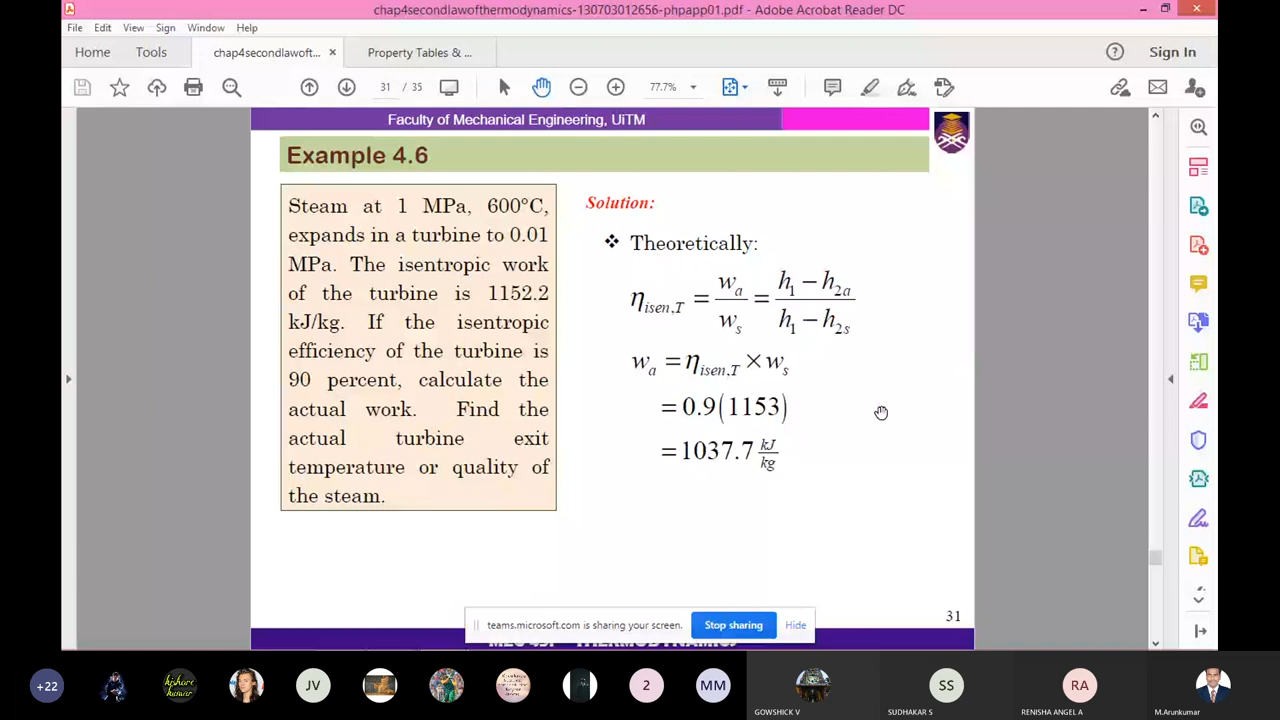 chap4secondlawofthermodynamics-130703012656-phpapp01.pdf - Adobe Acrobat Reader DC
File Edit View Sign Window Help
Home Tools chap4secondlawoft... × Property Tables & ... Sign In
31 / 35 77.7%
Faculty of Mechanical Engineering, UiTM
Example 4.6
Steam at 1 MPa, 600°C,
expands in a turbine to 0.01
MPa. The isentropic work
of the turbine is 1152.2
kJ/kg. If the isentropic
efficiency of the turbine is
90 percent, calculate the
actual work. Find the
actual turbine exit
temperature or quality of
the steam.
Solution:
❖ Theoretically:
η_isen,T = w_a / w_s = (h_1 − h_2a) / (h_1 − h_2s)
w_a = η_isen,T × w_s
= 0.9(1153)
= 1037.7 kJ/kg
31
teams.microsoft.com is sharing your screen. Stop sharing Hide
+22 kishore kumar JV 2 MM SS RA
GOWSHICK V SUDHAKAR S RENISHA ANGEL A M.Arunkumar